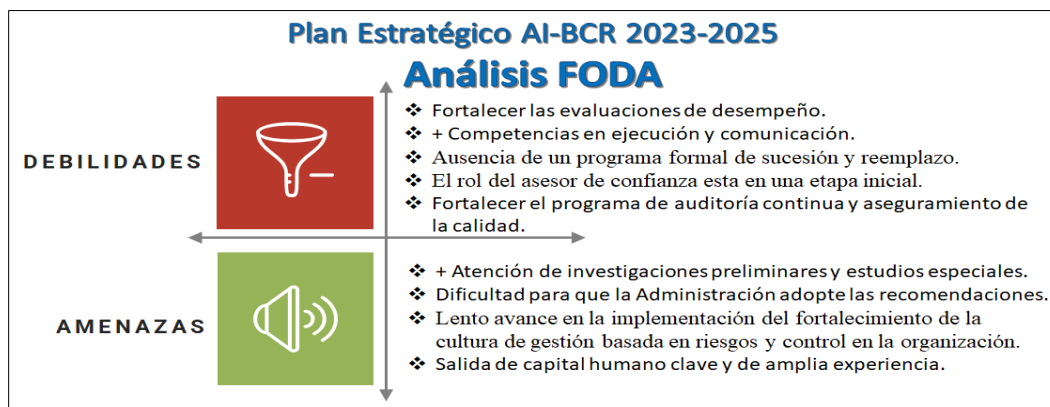 Plan Estratégico AI-BCR 2023-2025
Análisis FODA
DEBILIDADES
❖ Fortalecer las evaluaciones de desempeño.
❖ + Competencias en ejecución y comunicación.
❖ Ausencia de un programa formal de sucesión y reemplazo.
❖ El rol del asesor de confianza esta en una etapa inicial.
❖ Fortalecer el programa de auditoría continua y aseguramiento de
la calidad.
AMENAZAS
❖ + Atención de investigaciones preliminares y estudios especiales.
❖ Dificultad para que la Administración adopte las recomendaciones.
❖ Lento avance en la implementación del fortalecimiento de la
cultura de gestión basada en riesgos y control en la organización.
❖ Salida de capital humano clave y de amplia experiencia.